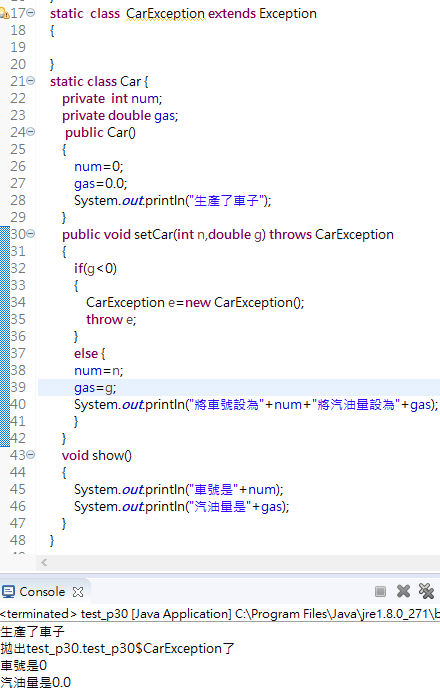 17 static class CarException extends Exception
18 {
19
20 }
21 static class Car {
22 private int num;
23 private double gas;
24 public Car()
25 {
26 num=0;
27 gas=0.0;
28 System.out.println("生產了車子");
29 }
30 public void setCar(int n,double g) throws CarException
31 {
32 if(g<0)
33 {
34 CarException e=new CarException();
35 throw e;
36 }
37 else {
38 num=n;
39 gas=g;
40 System.out.println("將車號設為"+num+"將汽油量設為"+gas);
41 }
42 }
43 void show()
44 {
45 System.out.println("車號是"+num);
46 System.out.println("汽油量是"+gas);
47 }
48 }
Console
<terminated> test_p30 [Java Application] C:\Program Files\Java\jre1.8.0_271\b
生產了車子
拋出test_p30.test_p30$CarException了
車號是0
汽油量是0.0